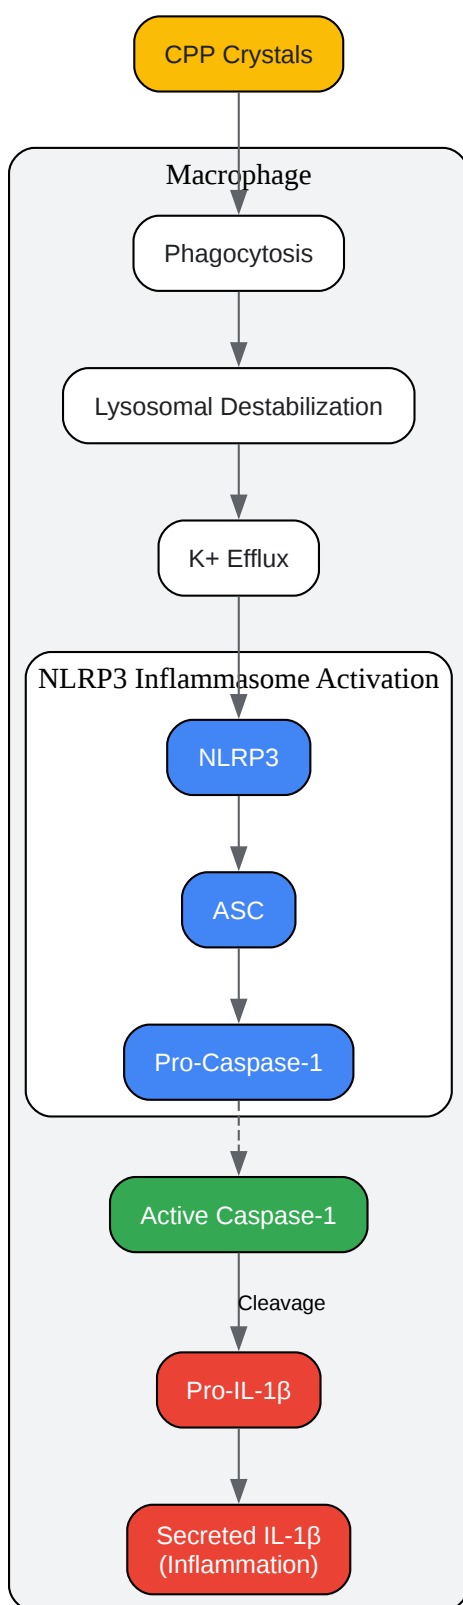 CPP Crystals
Macrophage
Phagocytosis
Lysosomal Destabilization
K+ Efflux
NLRP3 Inflammasome Activation
NLRP3
ASC
Pro-Caspase-1
Active Caspase-1
Cleavage
Pro-IL-1β
Secreted IL-1β
(Inflammation)